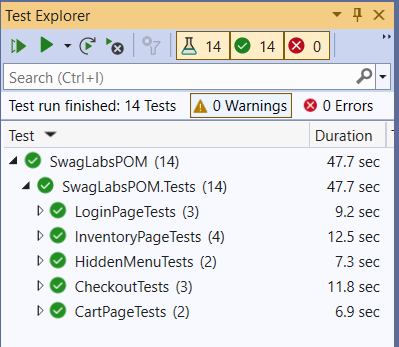 Test Explorer
14 14 0
Search (Ctrl+I)
Test run finished: 14 Tests 0 Warnings 0 Errors
Test Duration
SwagLabsPOM (14) 47.7 sec
SwagLabsPOM.Tests (14) 47.7 sec
LoginPageTests (3) 9.2 sec
InventoryPageTests (4) 12.5 sec
HiddenMenuTests (2) 7.3 sec
CheckoutTests (3) 11.8 sec
CartPageTests (2) 6.9 sec